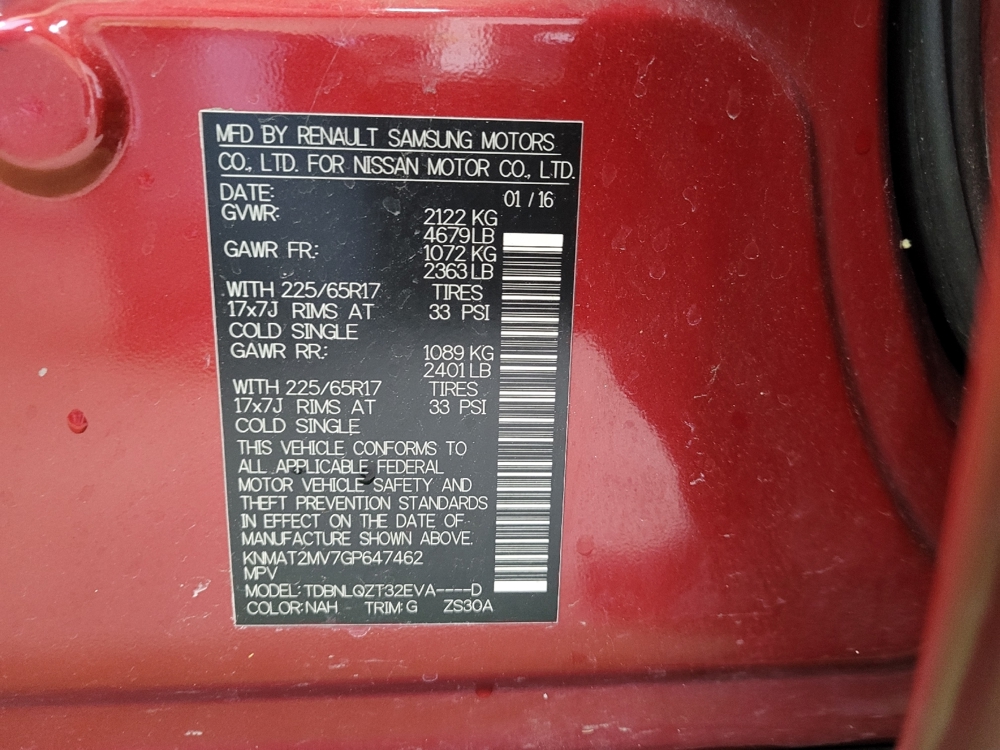 MFD BY RENAULT SAMSUNG MOTORS
CO., LTD. FOR NISSAN MOTOR CO., LTD.
DATE: 01 / 16
GVWR: 2122 KG
4679 LB
GAWR FR.: 1072 KG
2363 LB
WITH 225/65R17 TIRES
17x7J RIMS AT 33 PSI
COLD SINGLE
GAWR RR.: 1089 KG
2401 LB
WITH 225/65R17 TIRES
17x7J RIMS AT 33 PSI
COLD SINGLE
THIS VEHICLE CONFORMS TO
ALL APPLICABLE FEDERAL
MOTOR VEHICLE SAFETY AND
THEFT PREVENTION STANDARDS
IN EFFECT ON THE DATE OF
MANUFACTURE SHOWN ABOVE.
KNMAT2MV7GP647462
MPV
MODEL: TDBNLQZT32EVA----D
COLOR: NAH TRIM: G ZS30A